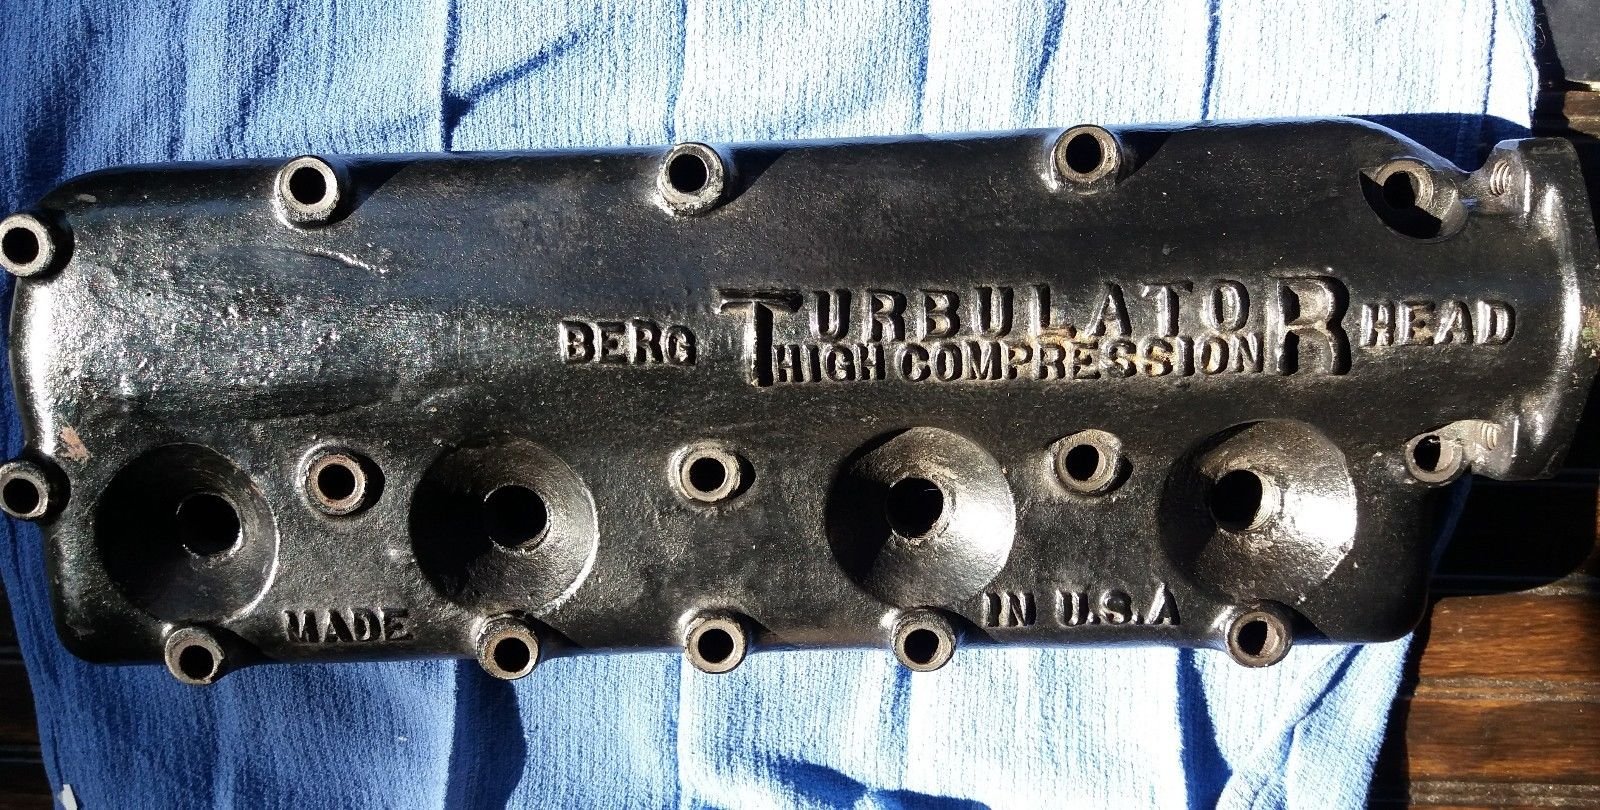 BERG TURBULATOR HEAD
HIGH COMPRESSION
MADE IN U.S.A